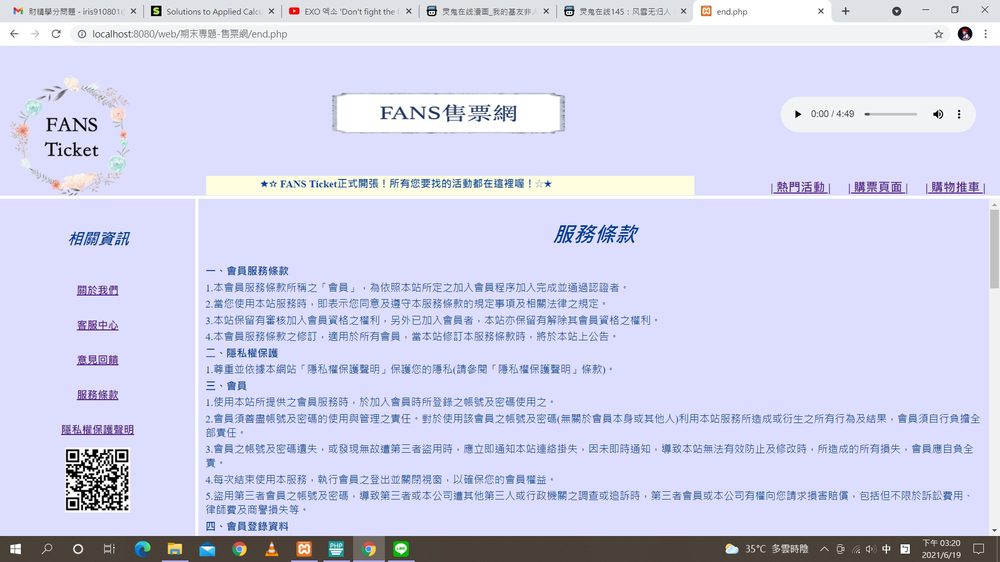 財精學分問題 - iris910801@
Solutions to Applied Calcu
EXO 엑소 'Don't fight the f
灵鬼在线漫画_我的基友非人
灵鬼在线145：风雪无归人
end.php
localhost:8080/web/期末專題-售票網/end.php
FANS
Ticket
FANS售票網
0:00 / 4:49
★☆ FANS Ticket正式開張！所有您要找的活動都在這裡喔！☆★
| 熱門活動 |
| 購票頁面 |
| 購物推車 |
相關資訊
關於我們
客服中心
意見回饋
服務條款
隱私權保護聲明
服務條款
一、會員服務條款
1.本會員服務條款所稱之「會員」，為依照本站所定之加入會員程序加入完成並通過認證者。
2.當您使用本站服務時，即表示您同意及遵守本服務條款的規定事項及相關法律之規定。
3.本站保留有審核加入會員資格之權利，另外已加入會員者，本站亦保留有解除其會員資格之權利。
4.本會員服務條款之修訂，適用於所有會員，當本站修訂本服務條款時，將於本站上公告。
二、隱私權保護
1.尊重並依據本網站「隱私權保護聲明」保護您的隱私(請參閱「隱私權保護聲明」條款)。
三、會員
1.使用本站所提供之會員服務時，於加入會員時所登錄之帳號及密碼使用之。
2.會員須善盡帳號及密碼的使用與管理之責任。對於使用該會員之帳號及密碼(無關於會員本身或其他人)利用本站服務所造成或衍生之所有行為及結果，會員須自行負擔全
部責任。
3.會員之帳號及密碼遺失，或發現無故遭第三者盜用時，應立即通知本站連絡掛失，因未即時通知，導致本站無法有效防止及修改時，所造成的所有損失，會員應自負全
責。
4.每次結束使用本服務，執行會員之登出並關閉視窗，以確保您的會員權益。
5.盜用第三者會員之帳號及密碼，導致第三者或本公司遭其他第三人或行政機關之調查或追訴時，第三者會員或本公司有權向您請求損害賠償，包括但不限於訴訟費用、
律師費及商譽損失等。
四、會員登錄資料
PHP
LINE
35°C 多雲時陰
中
ㄅ
下午 03:20
2021/6/19